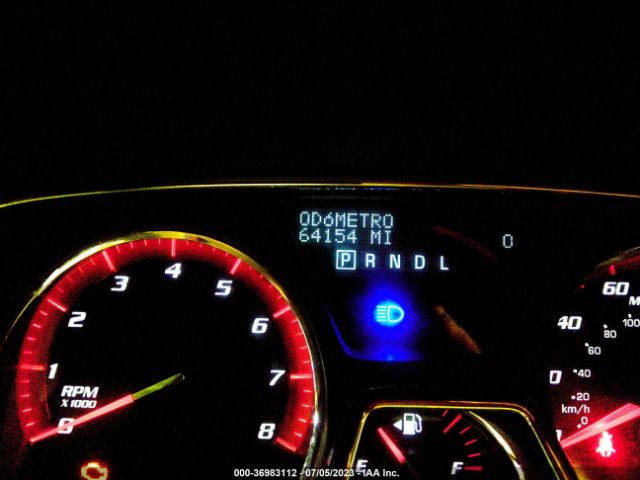 ODóMETRO
64154 MI
0
P R N D L
0 1 2 3 4 5 6 7 8
RPM
X 1000
40 60
20 40 60 80 100
km/h
0
E F
000-36983112 - 07/05/2023 - IAA Inc.